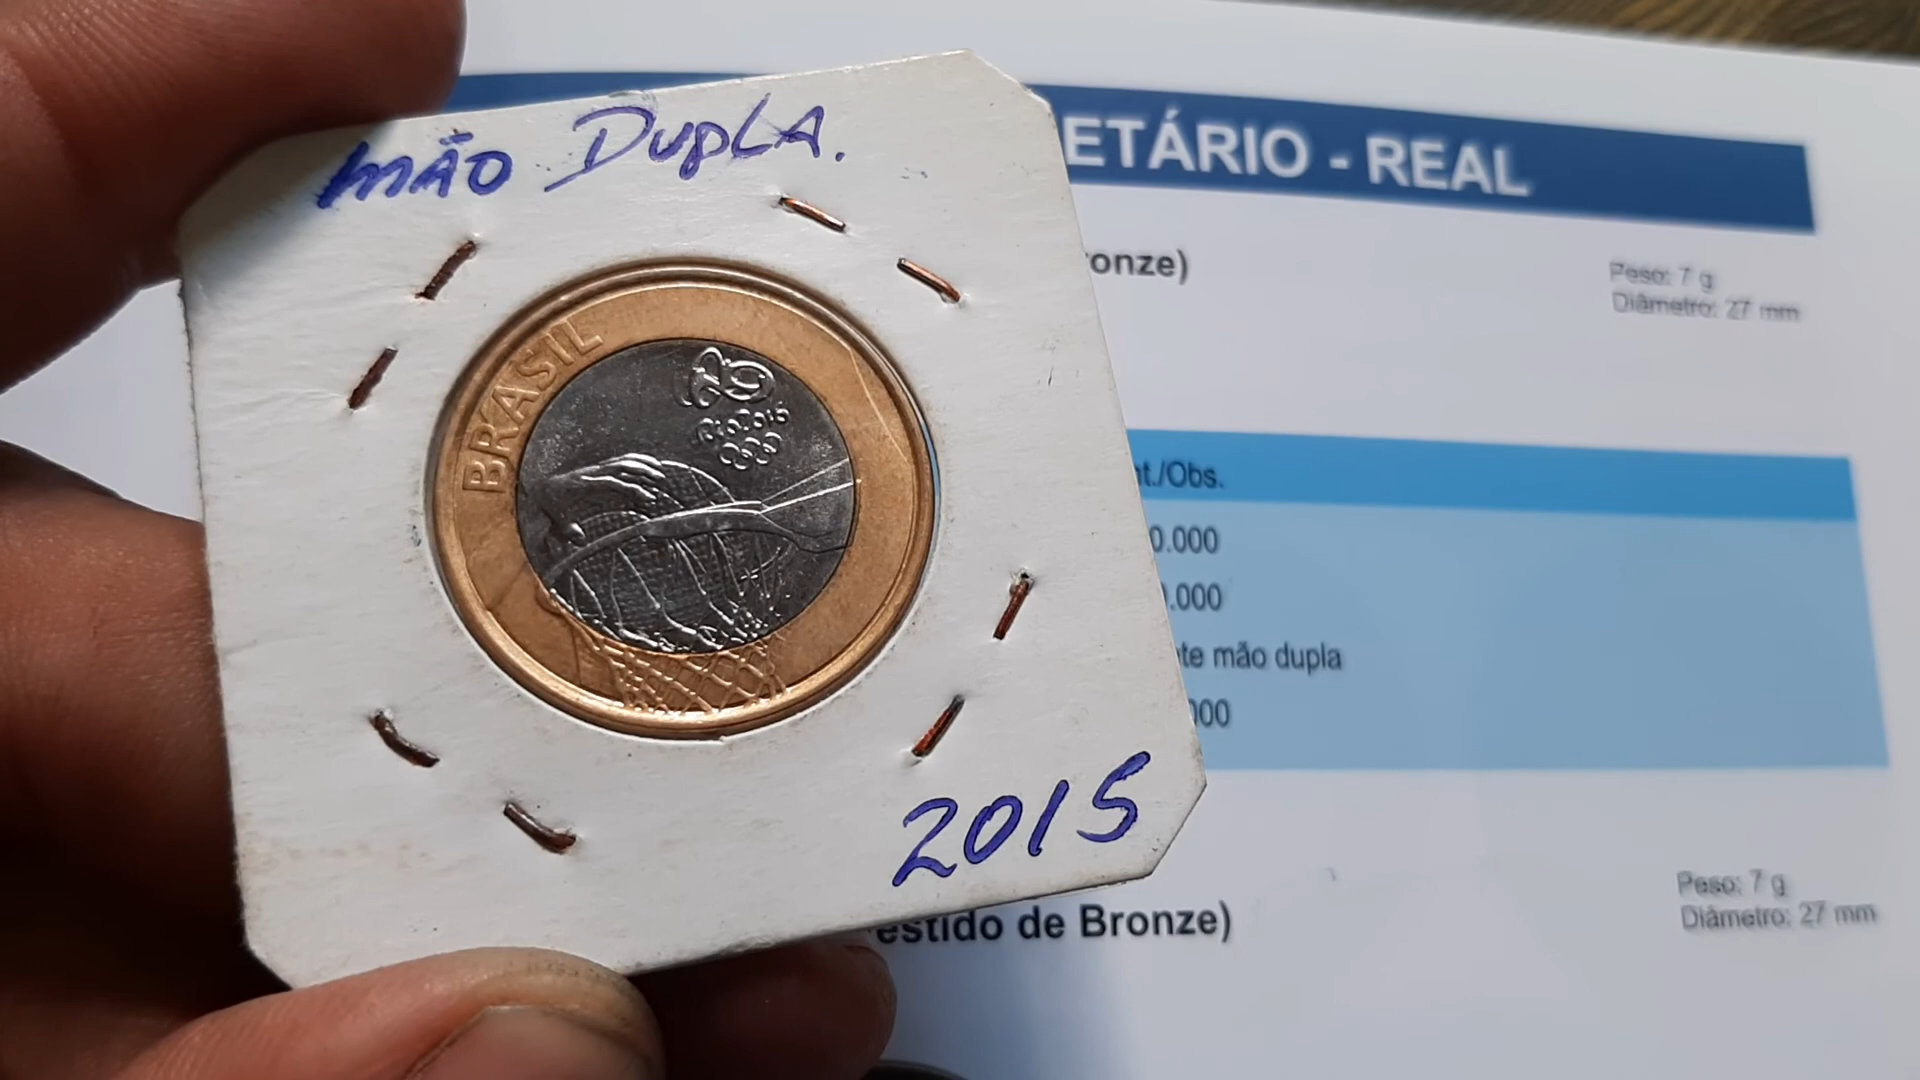 MÃO DUPLA.
ETÁRIO - REAL
onze)
Peso: 7 g
Diâmetro: 27 mm
BRASIL
Rio2016
t./Obs.
0.000
.000
te mão dupla
000
2015
Peso: 7 g
Diâmetro: 27 mm
estido de Bronze)